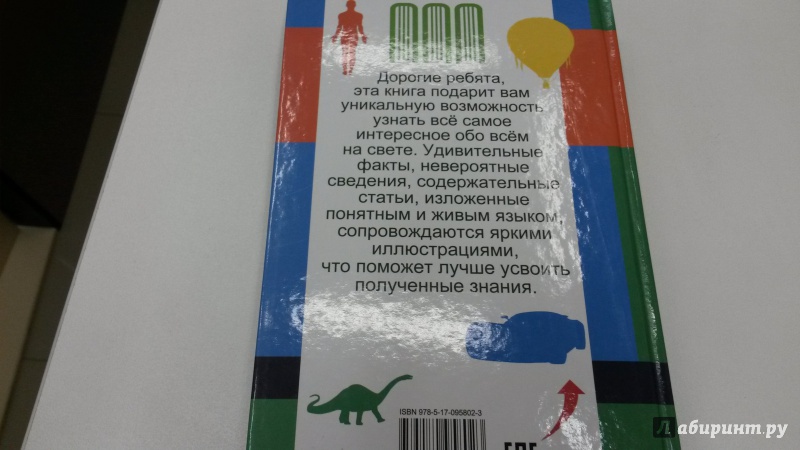 Дорогие ребята,
эта книга подарит вам
уникальную возможность
узнать всё самое
интересное обо всём
на свете. Удивительные
факты, невероятные
сведения, содержательные
статьи, изложенные
понятным и живым языком,
сопровождаются яркими
иллюстрациями,
что поможет лучше усвоить
полученные знания.
ISBN 978-5-17-095802-3
лабиринт.ру